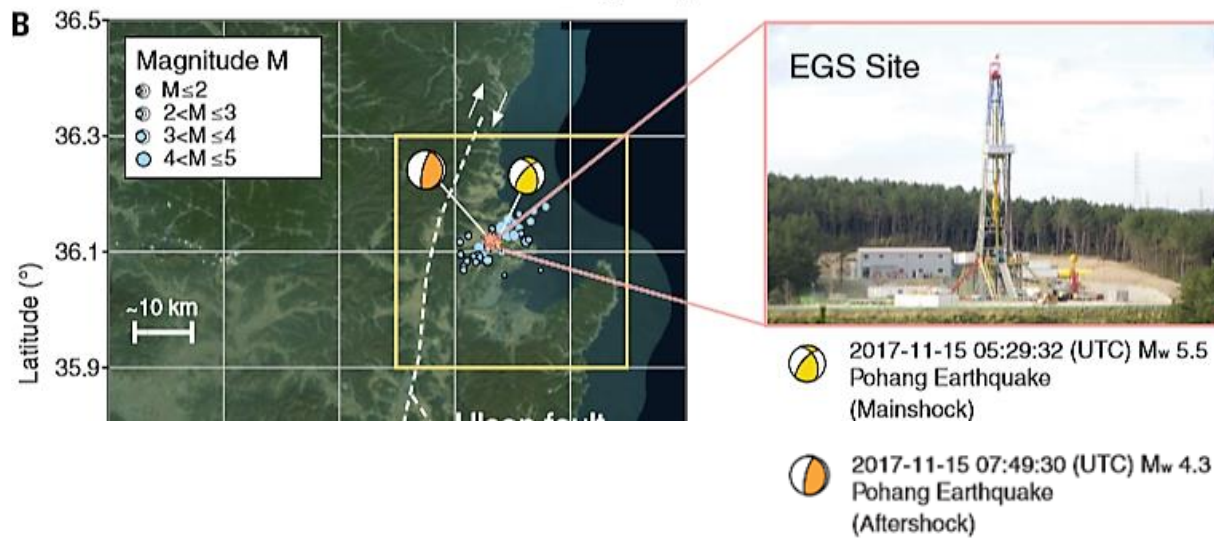 B
36.5
Magnitude M
M≤2
2<M≤3
3<M≤4
4<M≤5
36.3
36.1
35.9
Latitude (°)
~10 km
EGS Site
2017-11-15 05:29:32 (UTC) Mw 5.5
Pohang Earthquake
(Mainshock)
2017-11-15 07:49:30 (UTC) Mw 4.3
Pohang Earthquake
(Aftershock)